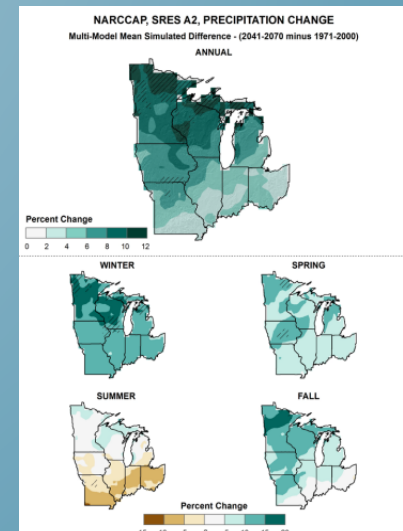 NARCCAP, SRES A2, PRECIPITATION CHANGE
Multi-Model Mean Simulated Difference - (2041-2070 minus 1971-2000)
ANNUAL
Percent Change
0 2 4 6 8 10 12
WINTER
SPRING
SUMMER
FALL
Percent Change